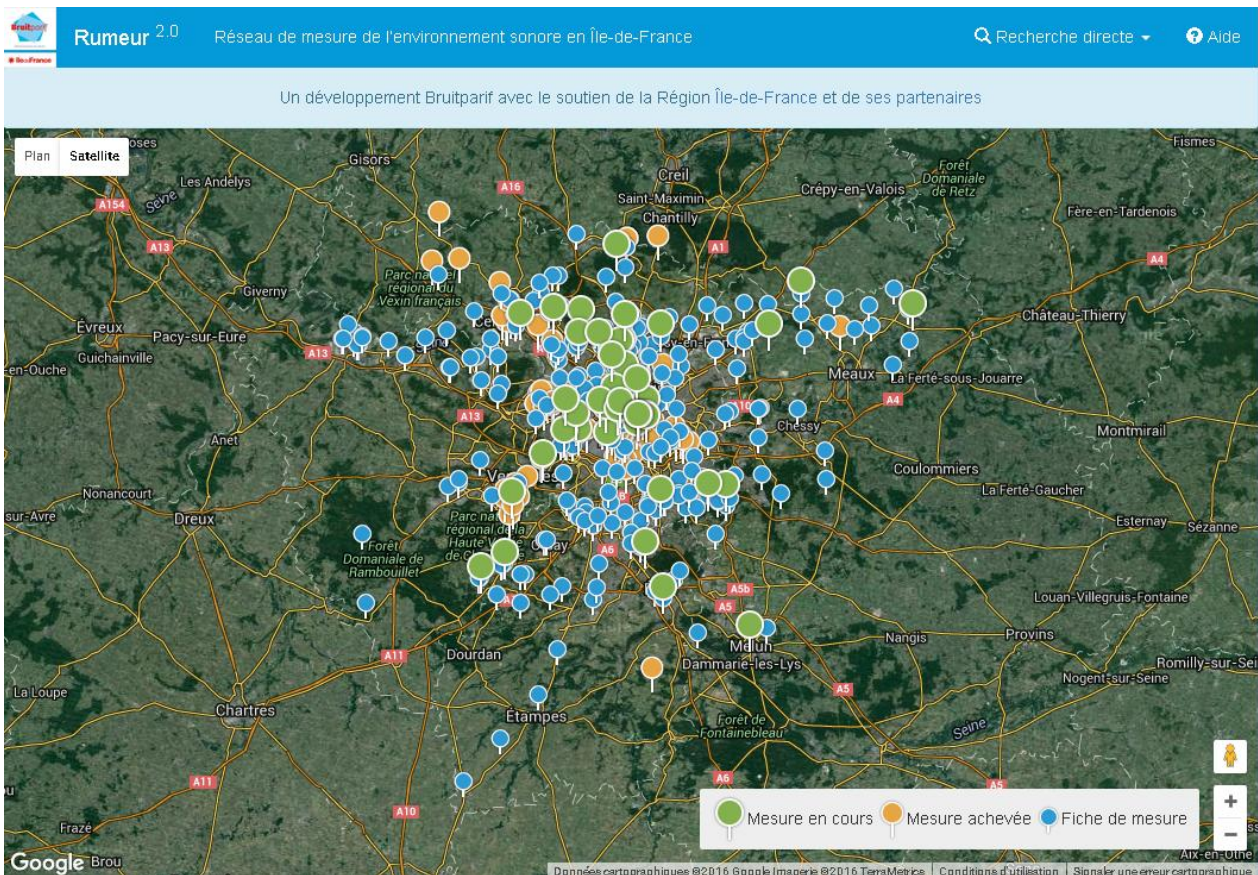 Bruitparif
îledeFrance
Rumeur 2.0
Réseau de mesure de l'environnement sonore en Île-de-France
Recherche directe
Aide
Un développement Bruitparif avec le soutien de la Région Île-de-France et de ses partenaires
Plan
Satellite
Gisors
Les Andelys
Seine
A154
A13
A16
Creil
Saint-Maximin
Chantilly
Crépy-en-Valois
Forêt
Domaniale
de Retz
Fismes
Fère-en-Tardenois
A4
A1
A13
Giverny
Parc naturel
régional du
Vexin français
Évreux
Guichainville
Pacy-sur-Eure
A13
Château-Thierry
Meaux
La Ferté-sous-Jouarre
A4
A13
Anet
Chessy
Montmirail
Coulommiers
La Ferté-Gaucher
Nonancourt
Dreux
sur-Avre
Esternay
Sézanne
Forêt
Domaniale de
Rambouillet
A6
A5b
A5
Louan-Villegruis-Fontaine
Provins
Nangis
Melun
Dammarie-les-Lys
Romilly-sur-Sei
Nogent-sur-Seine
A11
Dourdan
La Loupe
Chartres
Étampes
A5
Forêt de
Fontainebleau
Seine
A11
A6
A5
A10
Frazé
Brou
Mesure en cours
Mesure achevée
Fiche de mesure
Aix-en-Othe
Google
Données cartographiques ©2016 Google Imagerie ©2016 TerraMetrics
Conditions d'utilisation
Signaler une erreur cartographique